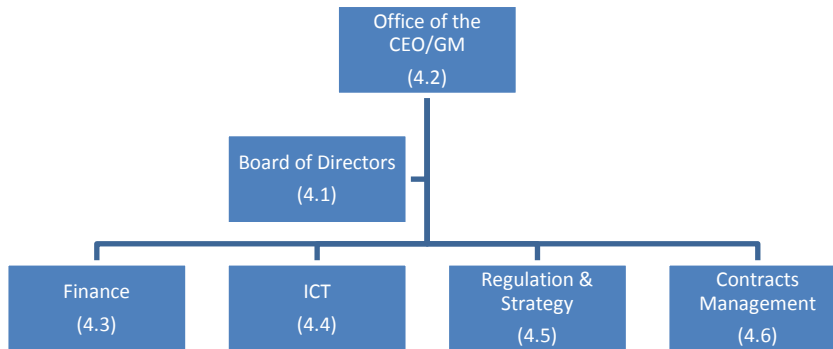 Office of the
CEO/GM
(4.2)
Board of Directors
(4.1)
Finance
(4.3)
ICT
(4.4)
Regulation &
Strategy
(4.5)
Contracts
Management
(4.6)